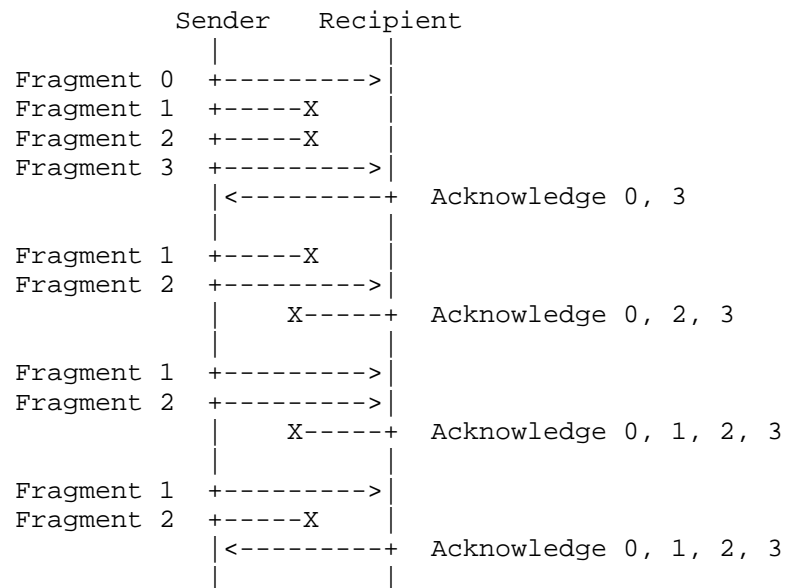 Sender Recipient
| |
Fragment 0 +--------->|
Fragment 1 +-----X |
Fragment 2 +-----X |
Fragment 3 +--------->|
|<---------+ Acknowledge 0, 3
| |
Fragment 1 +-----X |
Fragment 2 +--------->|
| X-----+ Acknowledge 0, 2, 3
| |
Fragment 1 +--------->|
Fragment 2 +--------->|
| X-----+ Acknowledge 0, 1, 2, 3
| |
Fragment 1 +--------->|
Fragment 2 +-----X |
|<---------+ Acknowledge 0, 1, 2, 3
| |